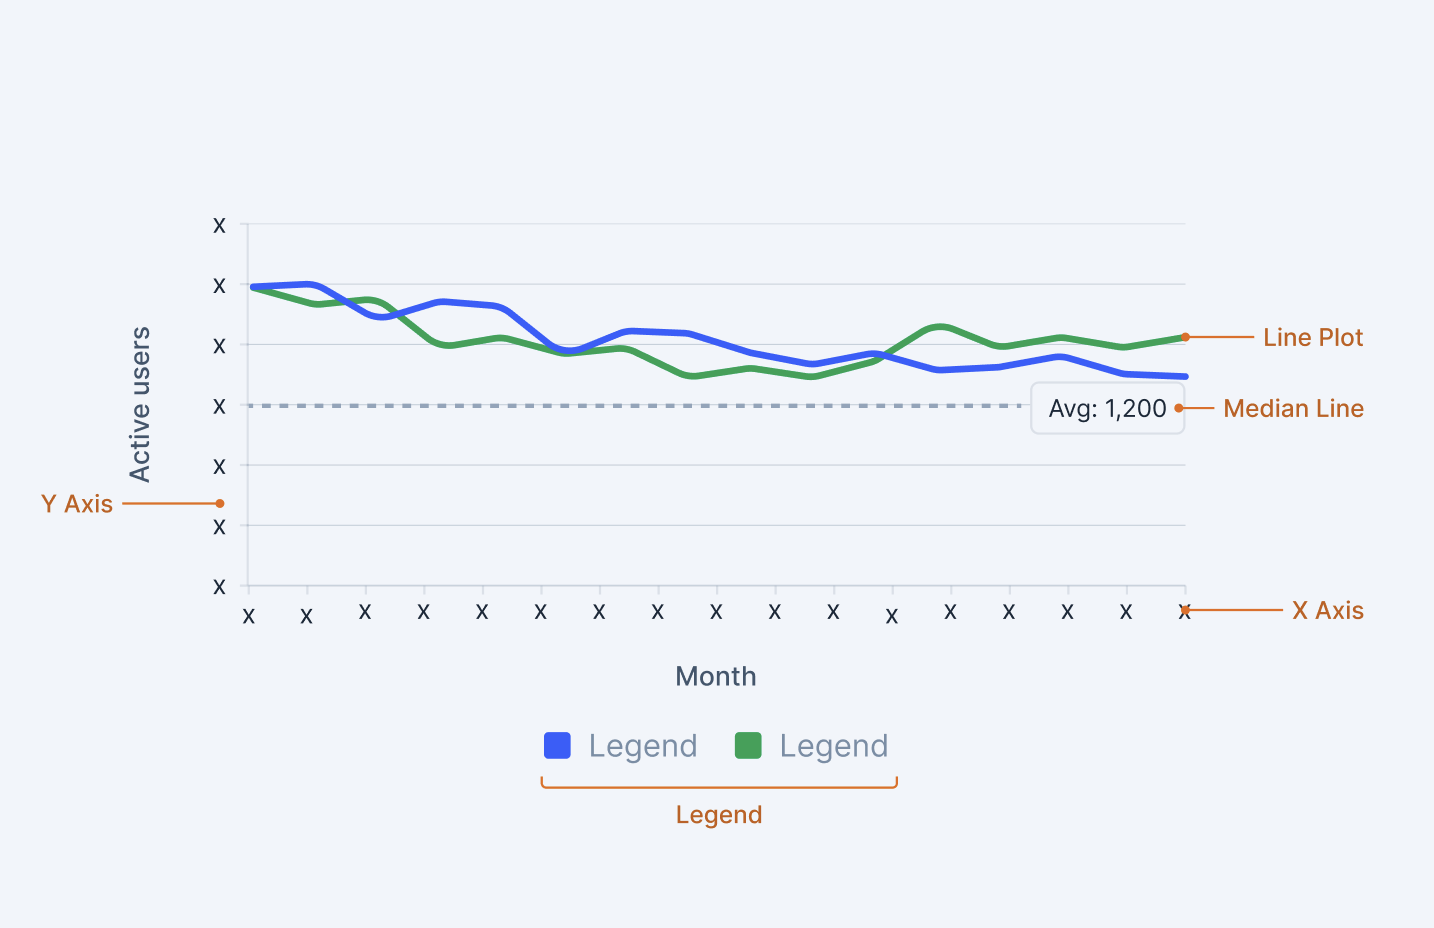 X
X
X
Line Plot
X
Avg: 1,200
Median Line
Active users
X
Y Axis
X
X
X X X X X X X X X X X X X X X X X
X Axis
Month
Legend Legend
Legend